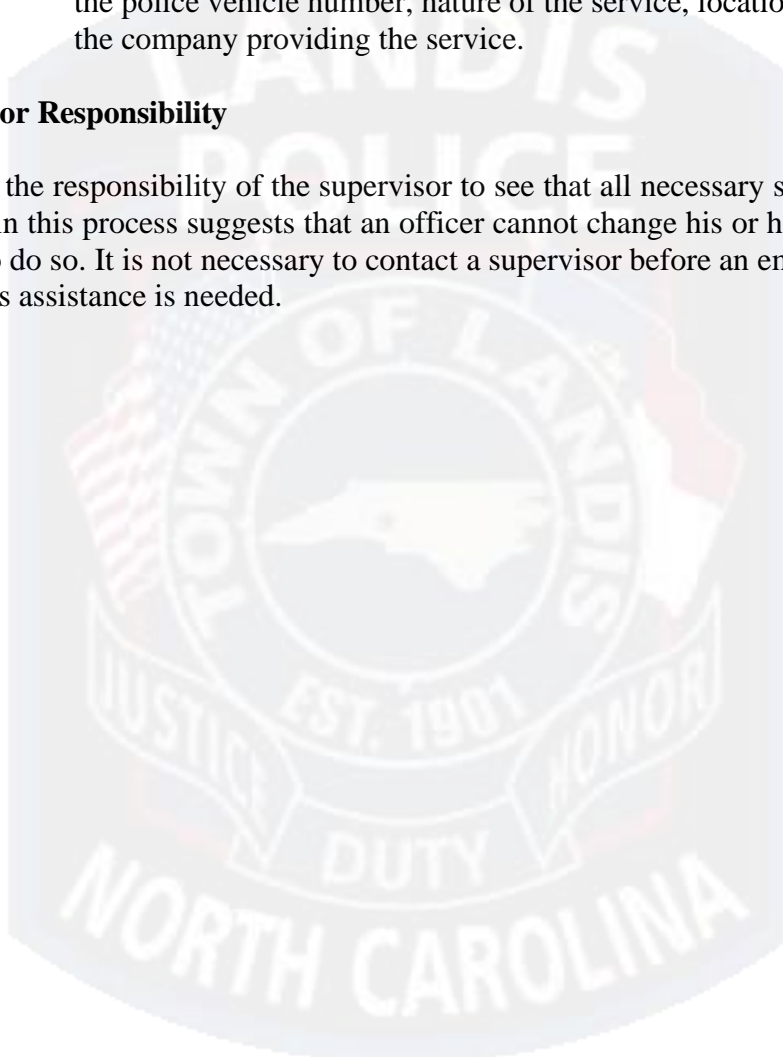 the police vehicle number, nature of the service, locatio
the company providing the service.
or Responsibility
the responsibility of the supervisor to see that all necessary s
in this process suggests that an officer cannot change his or h
o do so. It is not necessary to contact a supervisor before an em
s assistance is needed.
LANDIS
POLICE
TOWN OF LANDIS
EST. 1901
JUSTICE
DUTY
HONOR
NORTH CAROLINA